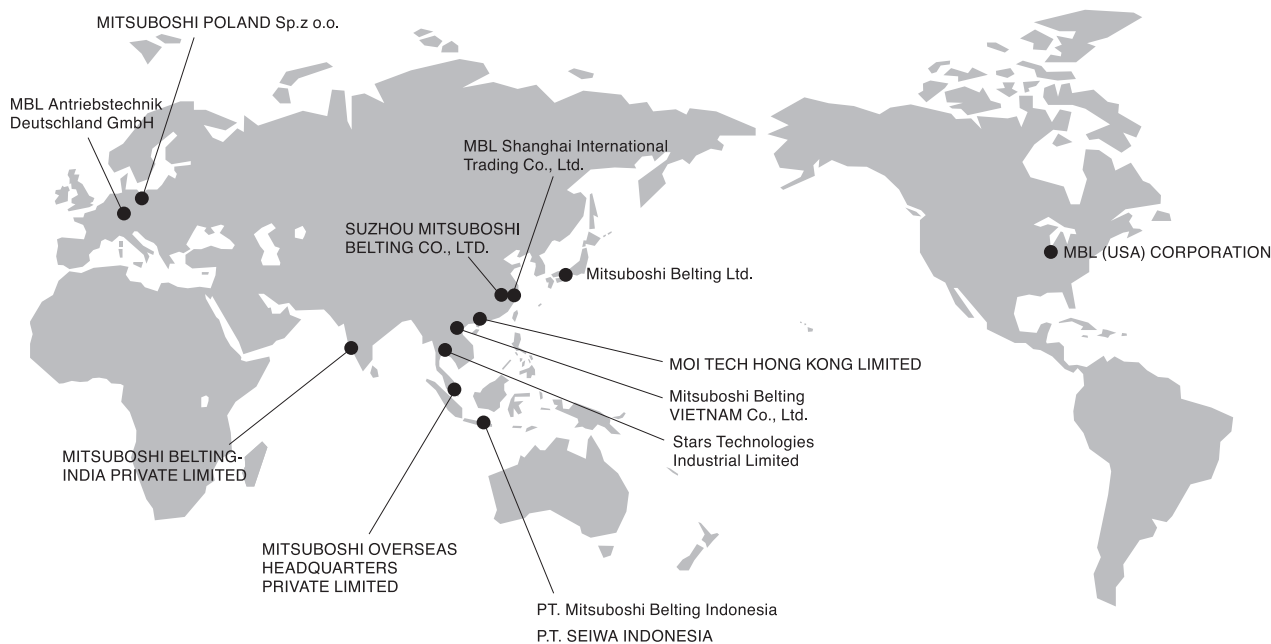 MITSUBOSHI POLAND Sp.z o.o.
MBL Antriebstechnik
Deutschland GmbH
MBL Shanghai International
Trading Co., Ltd.
SUZHOU MITSUBOSHI
BELTING CO., LTD.
Mitsuboshi Belting Ltd.
MBL (USA) CORPORATION
MOI TECH HONG KONG LIMITED
Mitsuboshi Belting
VIETNAM Co., Ltd.
Stars Technologies
Industrial Limited
MITSUBOSHI BELTING-
INDIA PRIVATE LIMITED
MITSUBOSHI OVERSEAS
HEADQUARTERS
PRIVATE LIMITED
PT. Mitsuboshi Belting Indonesia
P.T. SEIWA INDONESIA